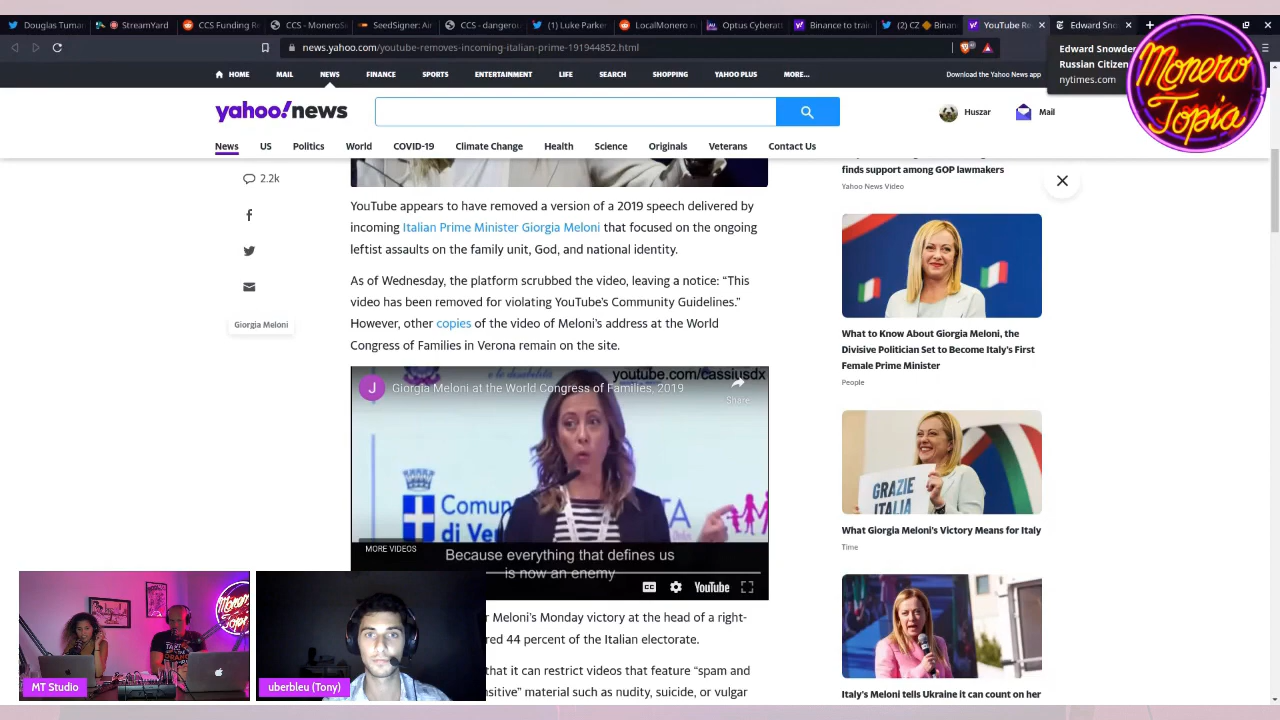 Tumblar
StreamYard
CCS Funding Re
CCS - MoneroSu
SeedSigner: Air
CCS - dangerou
(1) Luke Parker
LocalMonero n
Optus Cyberat
Binance to train
(2) CZ Binan
YouTube Re
Edward Sno
news.yahoo.com/youtube-removes-incoming-italian-prime-191944852.html
Edward Snowden
Russian Citizen
nytimes.com
Monero
Topia
HOME
MAIL
NEWS
FINANCE
SPORTS
ENTERTAINMENT
LIFE
SEARCH
SHOPPING
YAHOO PLUS
MORE...
Download the Yahoo News app
yahoo!news
Huszar
Mail
News
US
Politics
World
COVID-19
Climate Change
Health
Science
Originals
Veterans
Contact Us
2.2k
Giorgia Meloni
YouTube appears to have removed a version of a 2019 speech delivered by
incoming Italian Prime Minister Giorgia Meloni that focused on the ongoing
leftist assaults on the family unit, God, and national identity.
As of Wednesday, the platform scrubbed the video, leaving a notice: “This
video has been removed for violating YouTube’s Community Guidelines.”
However, other copies of the video of Meloni’s address at the World
Congress of Families in Verona remain on the site.
youtube.com/cassiusdx
J
Giorgia Meloni at the World Congress of Families, 2019
Share
Comun
di Ver
MORE VIDEOS
Because everything that defines us
is now an enemy
CC
YouTube
r Meloni’s Monday victory at the head of a right-
red 44 percent of the Italian electorate.
that it can restrict videos that feature “spam and
nsitive” material such as nudity, suicide, or vulgar
finds support among GOP lawmakers
Yahoo News Video
What to Know About Giorgia Meloni, the
Divisive Politician Set to Become Italy's First
Female Prime Minister
People
GRAZIE
ITALIA
What Giorgia Meloni's Victory Means for Italy
Time
Italy's Meloni tells Ukraine it can count on her
MT Studio
uberbleu (Tony)